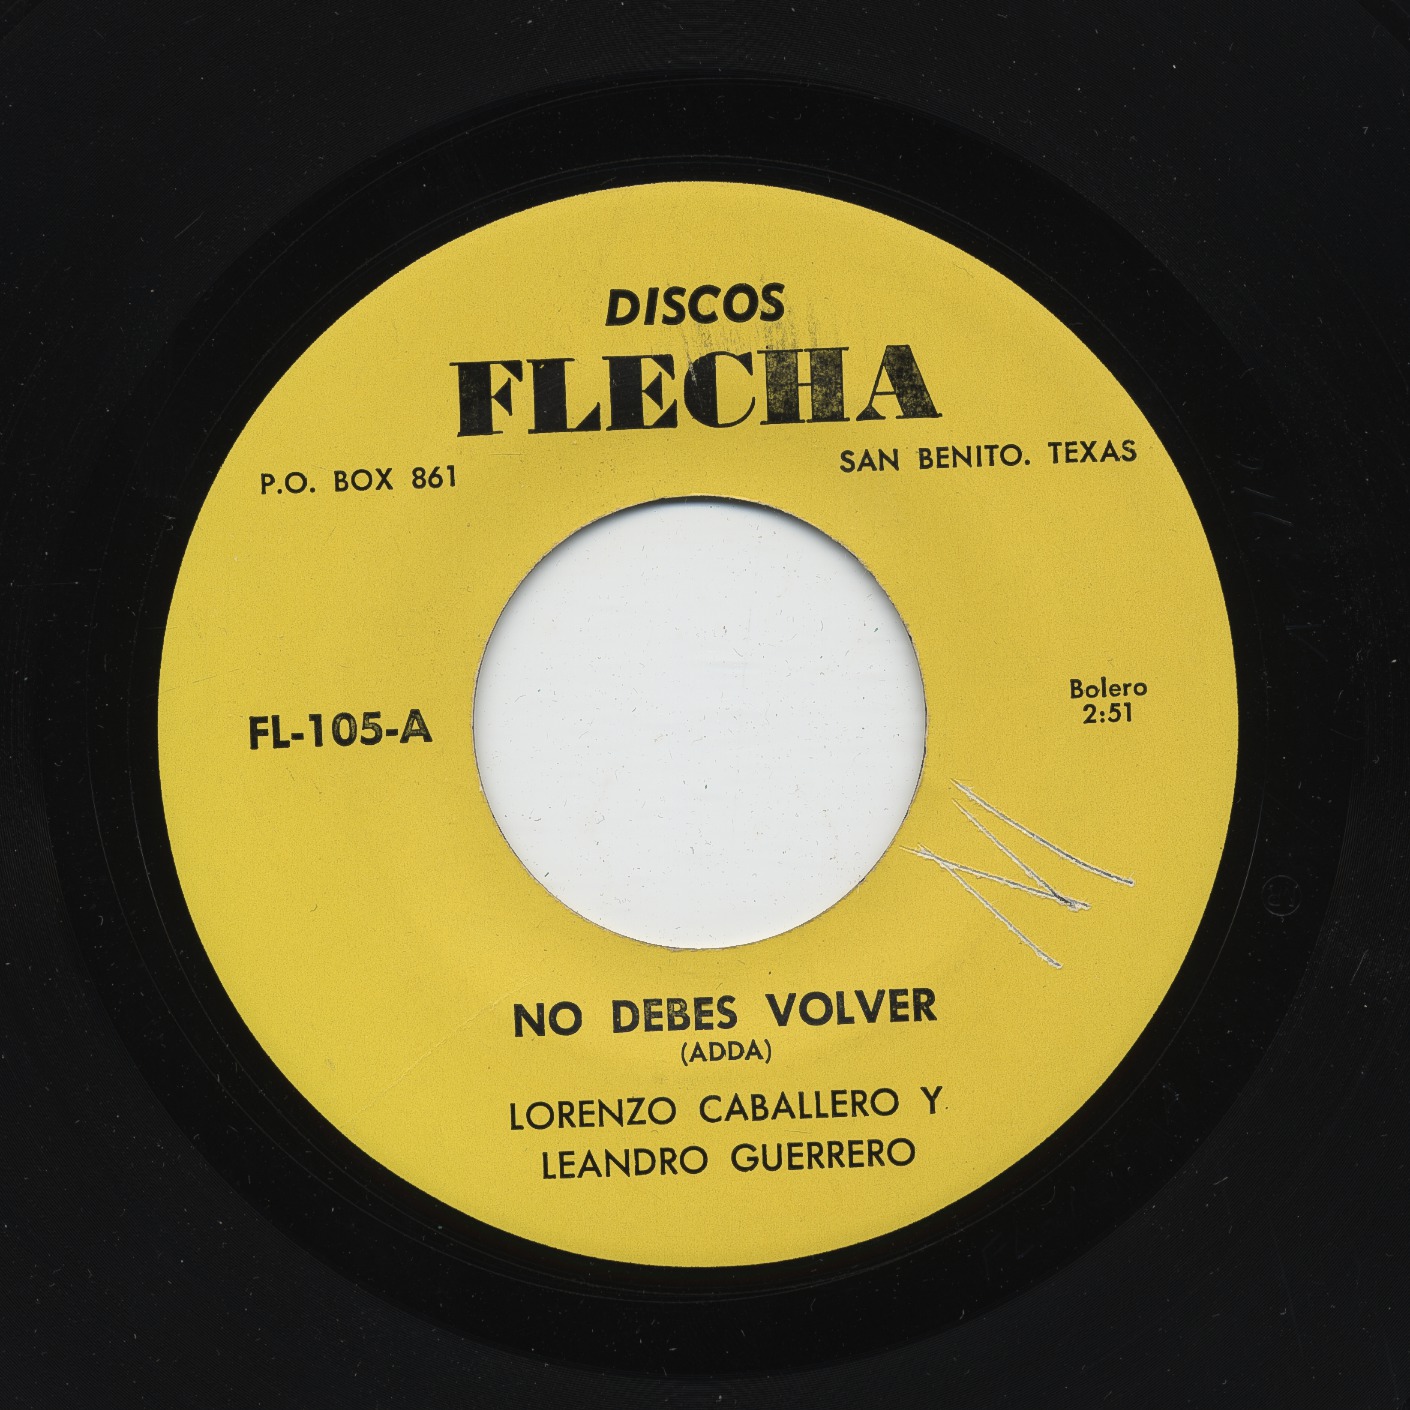 DISCOS
FLECHA
P.O. BOX 861
SAN BENITO. TEXAS
FL-105-A
Bolero
2:51
NO DEBES VOLVER
(ADDA)
LORENZO CABALLERO Y
LEANDRO GUERRERO